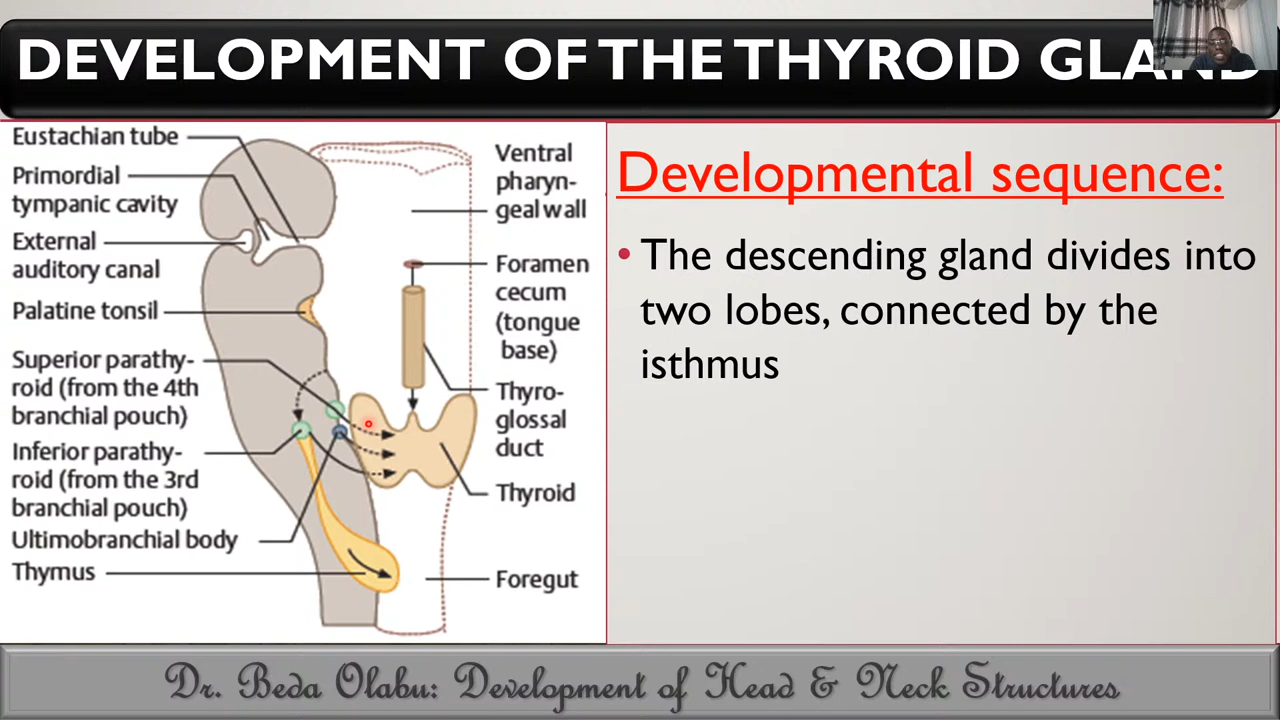 DEVELOPMENT OF THE THYROID GLAND
Eustachian tube
Primordial
tympanic cavity
External
auditory canal
Palatine tonsil
Superior parathy-
roid (from the 4th
branchial pouch)
Inferior parathy-
roid (from the 3rd
branchial pouch)
Ultimobranchial body
Thymus
Ventral
pharyn-
geal wall
Foramen
cecum
(tongue
base)
Thyro-
glossal
duct
Thyroid
Foregut
Developmental sequence:
• The descending gland divides into
two lobes, connected by the
isthmus
Dr. Beda Olabu: Development of Head & Neck Structures